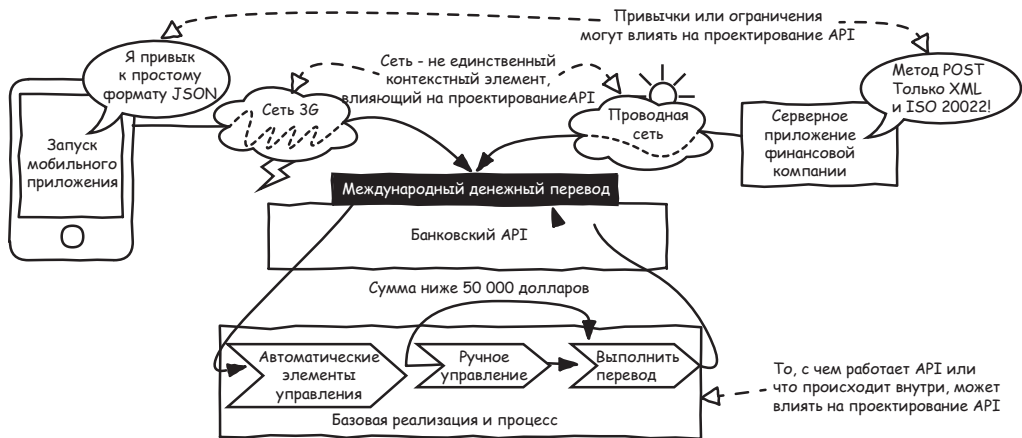 Привычки или ограничения
могут влиять на проектирование API
Я привык
к простому
формату JSON
Сеть - не единственный
контекстный элемент,
влияющий на проектированиеAPI
Метод POST
Только XML
и ISO 20022!
Сеть 3G
Проводная
сеть
Запуск
мобильного
приложения
Серверное
приложение
финансовой
компании
Международный денежный перевод
Банковский API
Сумма ниже 50 000 долларов
Автоматические
элементы
управления
Ручное
управление
Выполнить
перевод
Базовая реализация и процесс
То, с чем работает API или
что происходит внутри, может
влиять на проектирование API